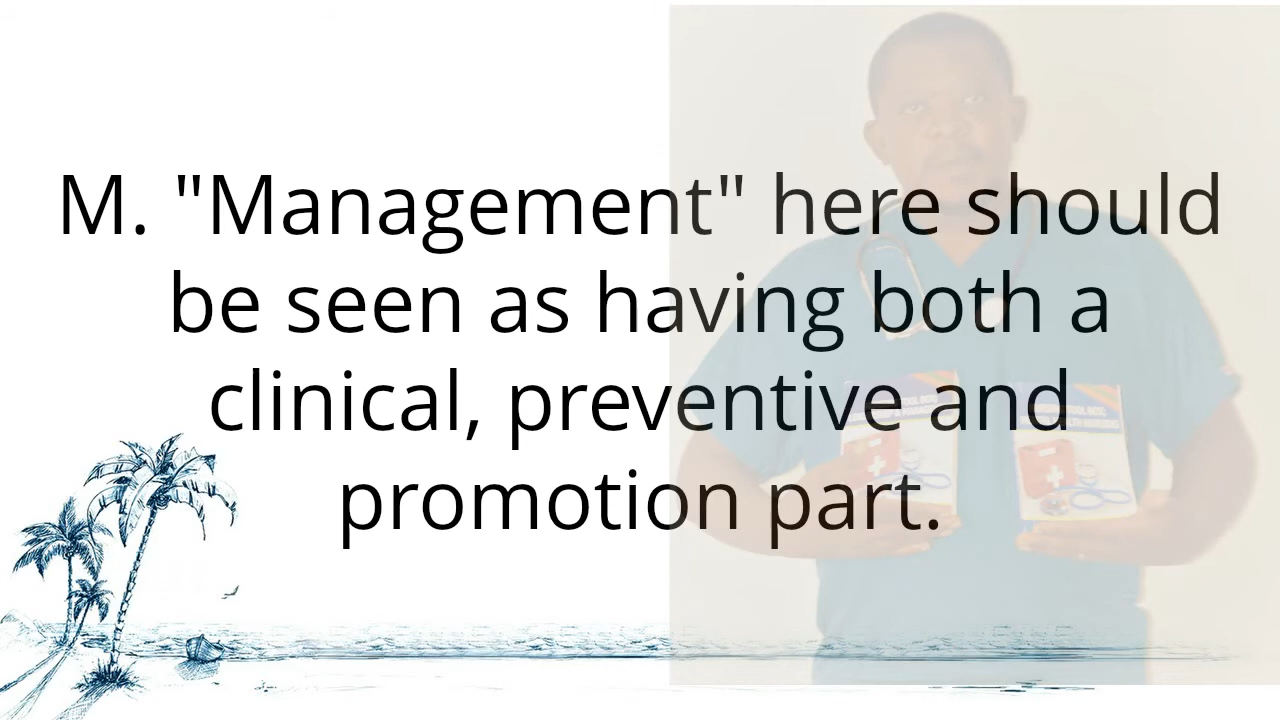 M. "Management" here should
be seen as having both a
clinical, preventive and
promotion part.